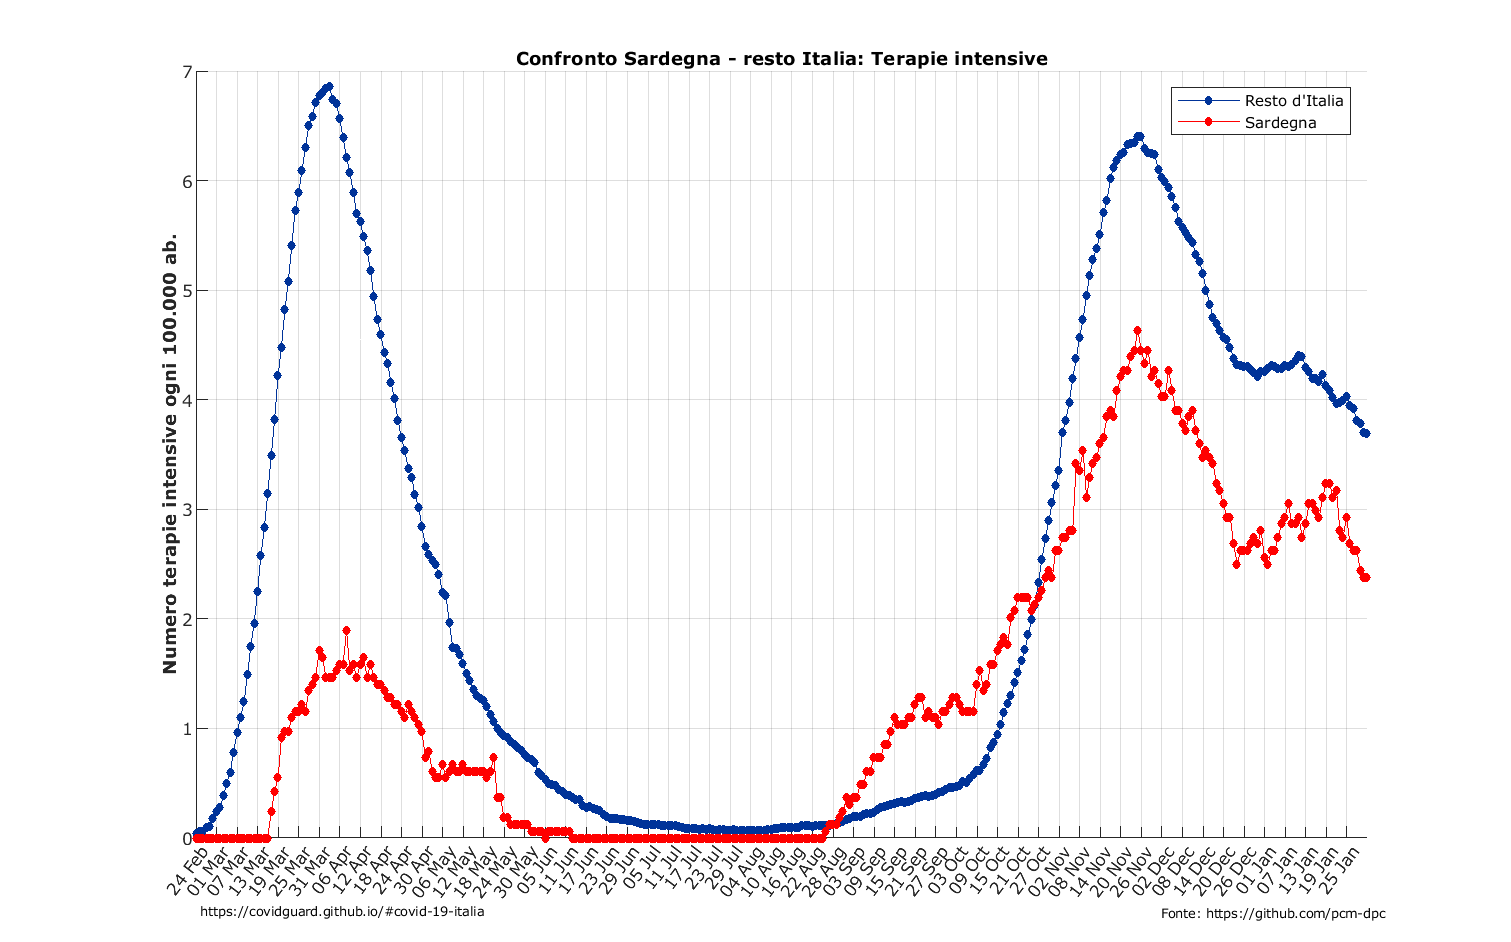 Confronto Sardegna - resto Italia: Terapie intensive
Resto d'Italia
Sardegna
Numero terapie intensive ogni 100.000 ab.
7
6
5
4
3
2
1
0
24 Feb
01 Mar
07 Mar
13 Mar
19 Mar
25 Mar
31 Mar
06 Apr
12 Apr
18 Apr
24 Apr
30 Apr
06 May
12 May
18 May
24 May
30 May
05 Jun
11 Jun
17 Jun
23 Jun
29 Jun
05 Jul
11 Jul
17 Jul
23 Jul
29 Jul
04 Aug
10 Aug
16 Aug
22 Aug
28 Aug
03 Sep
09 Sep
15 Sep
21 Sep
27 Sep
03 Oct
09 Oct
15 Oct
21 Oct
27 Oct
02 Nov
08 Nov
14 Nov
20 Nov
26 Nov
02 Dec
08 Dec
14 Dec
20 Dec
26 Dec
01 Jan
07 Jan
13 Jan
19 Jan
25 Jan
https://covidguard.github.io/#covid-19-italia
Fonte: https://github.com/pcm-dpc